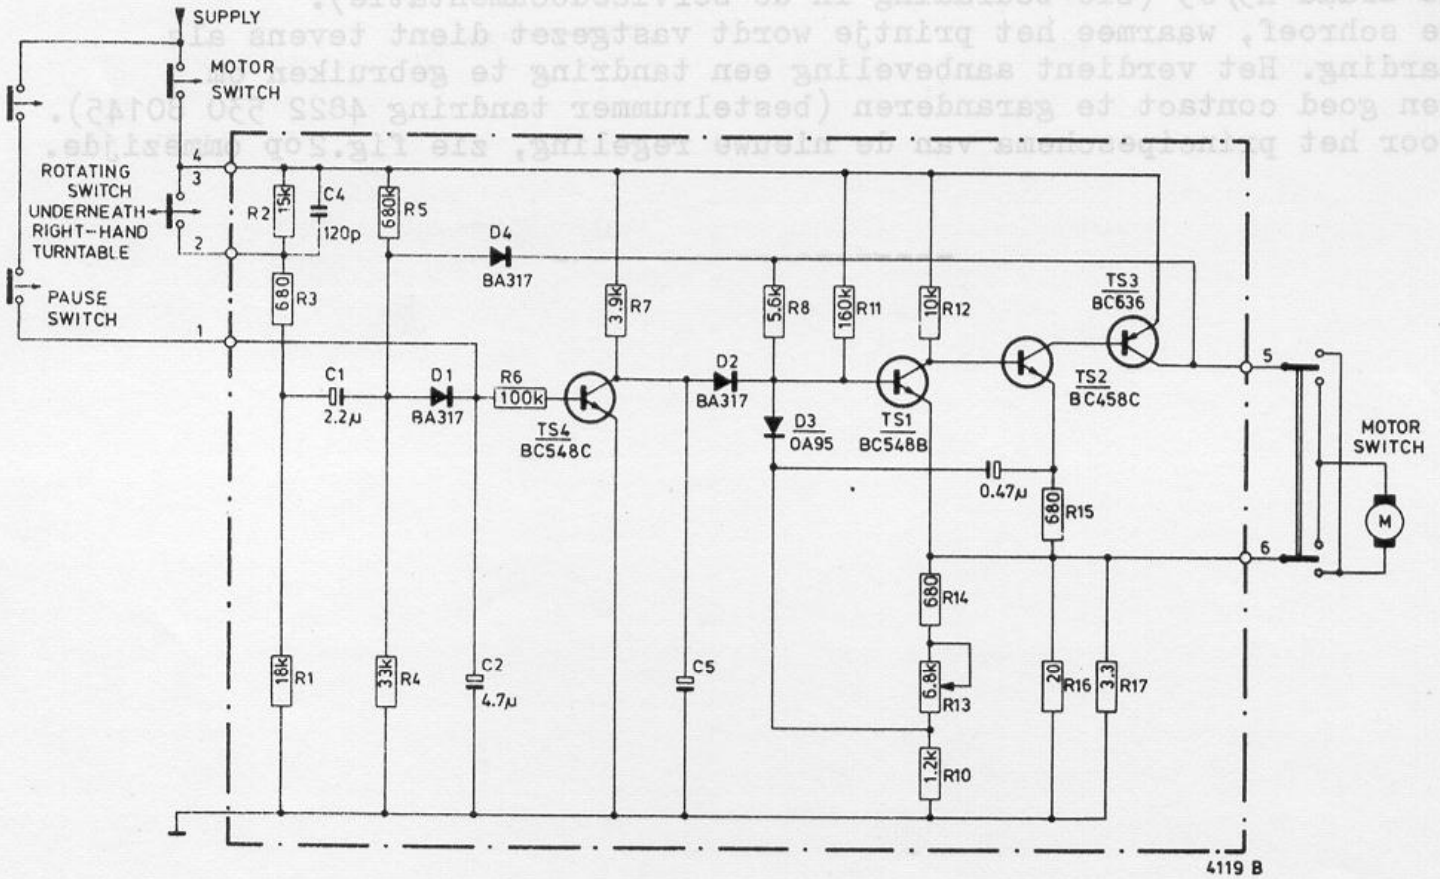 e schroef, waarmee het printje wordt vastgezet dient tevens als
arding. Het verdient aanbeveling een tandring te gebruiken om
en goed contact te garanderen (bestelnummer tandring 4822 530 80145).
oor het principeschema van de nieuwe regeling, zie fig.2 op ommezijde.
SUPPLY
MOTOR
SWITCH
4
3
ROTATING
SWITCH
UNDERNEATH
RIGHT-HAND
TURNTABLE
2
PAUSE
SWITCH
1
R2
15k
C4
120p
680k
R5
D4
BA317
680
R3
3.9k
R7
5.6k
R8
160k
R11
10k
R12
TS3
BC636
C1
2.2µ
D1
BA317
R6
100k
TS4
BC548C
D2
BA317
D3
OA95
TS1
BC548B
TS2
BC458C
5
MOTOR
SWITCH
0.47µ
680
R15
M
6
680
R14
18k
R1
33k
R4
C2
4.7µ
C5
6.8k
R13
20
R16
3.3
R17
1.2k
R10
4119 B